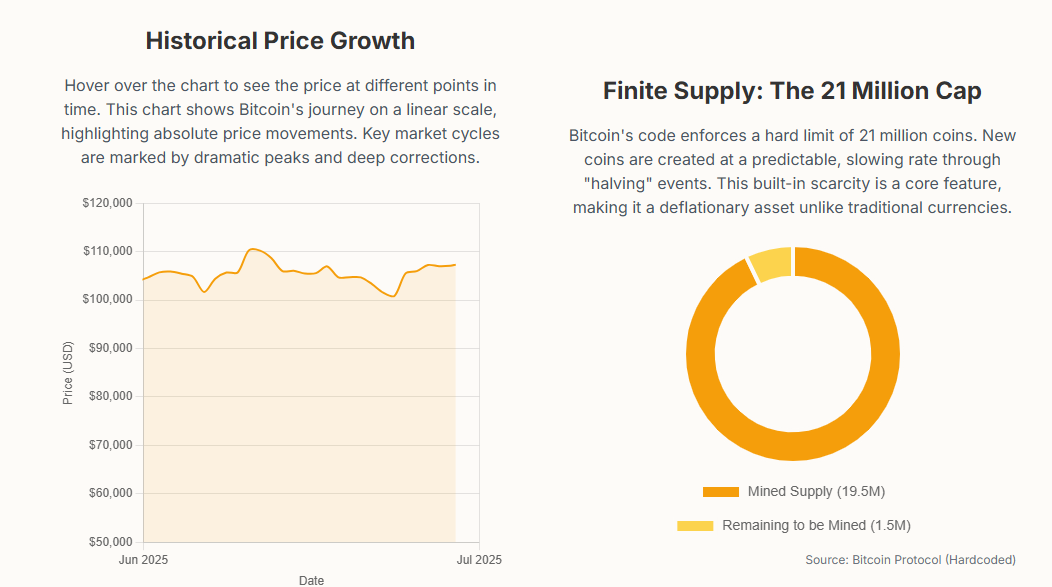 Historical Price Growth
Hover over the chart to see the price at different points in
time. This chart shows Bitcoin's journey on a linear scale,
highlighting absolute price movements. Key market cycles
are marked by dramatic peaks and deep corrections.
$120,000
$110,000
$100,000
$90,000
$80,000
$70,000
$60,000
$50,000
Price (USD)
Jun 2025
Jul 2025
Date
Finite Supply: The 21 Million Cap
Bitcoin's code enforces a hard limit of 21 million coins. New
coins are created at a predictable, slowing rate through
"halving" events. This built-in scarcity is a core feature,
making it a deflationary asset unlike traditional currencies.
Mined Supply (19.5M)
Remaining to be Mined (1.5M)
Source: Bitcoin Protocol (Hardcoded)